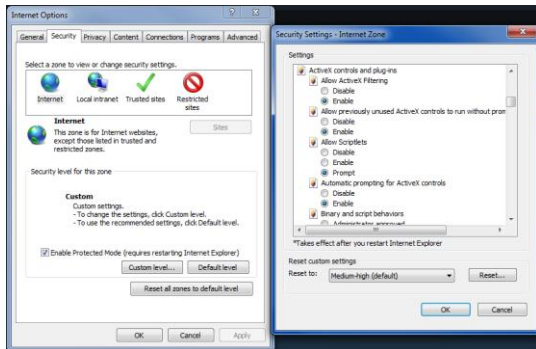 Internet Options
General Security Privacy Content Connections Programs Advanced
Select a zone to view or change security settings.
Internet Local intranet Trusted sites Restricted
sites
Internet
This zone is for Internet websites,
except those listed in trusted and
restricted zones.
Sites
Security level for this zone
Custom
Custom settings.
- To change the settings, click Custom level.
- To use the recommended settings, click Default level.
Enable Protected Mode (requires restarting Internet Explorer)
Custom level... Default level
Reset all zones to default level
OK Cancel Apply
Security Settings - Internet Zone
Settings
ActiveX controls and plug-ins
Allow ActiveX Filtering
Disable
Enable
Allow previously unused ActiveX controls to run without prom
Disable
Enable
Allow Scriptlets
Disable
Enable
Prompt
Automatic prompting for ActiveX controls
Disable
Enable
Binary and script behaviors
Administrator approved
*Takes effect after you restart Internet Explorer
Reset custom settings
Reset to: Medium-high (default) Reset...
OK Cancel